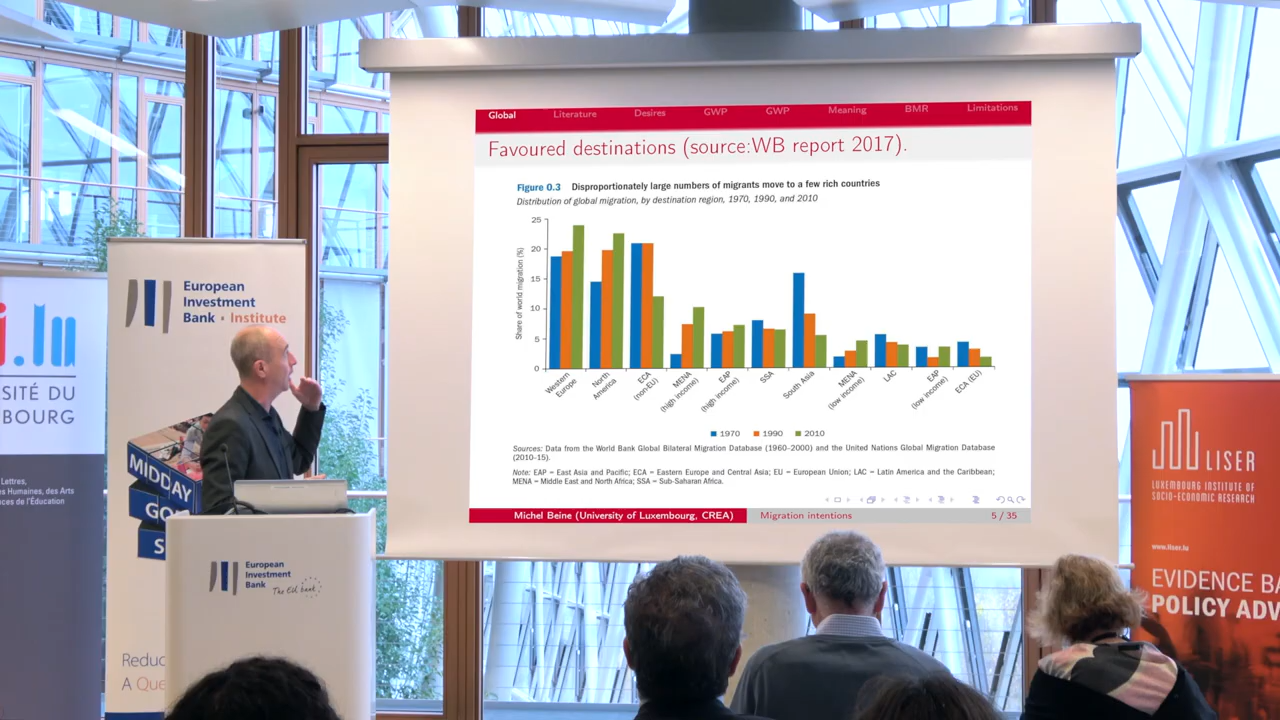 Global Literature Desires GWP GWP Meaning BMR Limitations
Favoured destinations (source:WB report 2017).
Figure 0.3 Disproportionately large numbers of migrants move to a few rich countries
Distribution of global migration, by destination region, 1970, 1990, and 2010
Share of world migration (%)
25
20
15
10
5
0
Western
Europe
North
America
ECA
(non-EU)
MENA
(high income)
EAP
(high income)
SSA
South Asia
MENA
(low income)
LAC
EAP
(low income)
ECA (EU)
1970 1990 2010
Sources: Data from the World Bank Global Bilateral Migration Database (1960–2000) and the United Nations Global Migration Database
(2010–15).
Note: EAP = East Asia and Pacific; ECA = Eastern Europe and Central Asia; EU = European Union; LAC = Latin America and the Caribbean;
MENA = Middle East and North Africa; SSA = Sub-Saharan Africa.
Michel Beine (University of Luxembourg, CREA) Migration intentions 5 / 35
European
Investment
Bank • Institute
MIDDAY
GO
S
Reduc
A Que
European
Investment
Bank
The EU bank
i.lu
SITÉ DU
BOURG
Lettres,
es Humaines, des Arts
ces de l'Éducation
LISER
LUXEMBOURG INSTITUTE OF
SOCIO-ECONOMIC RESEARCH
www.liser.lu
EVIDENCE BA
POLICY ADV